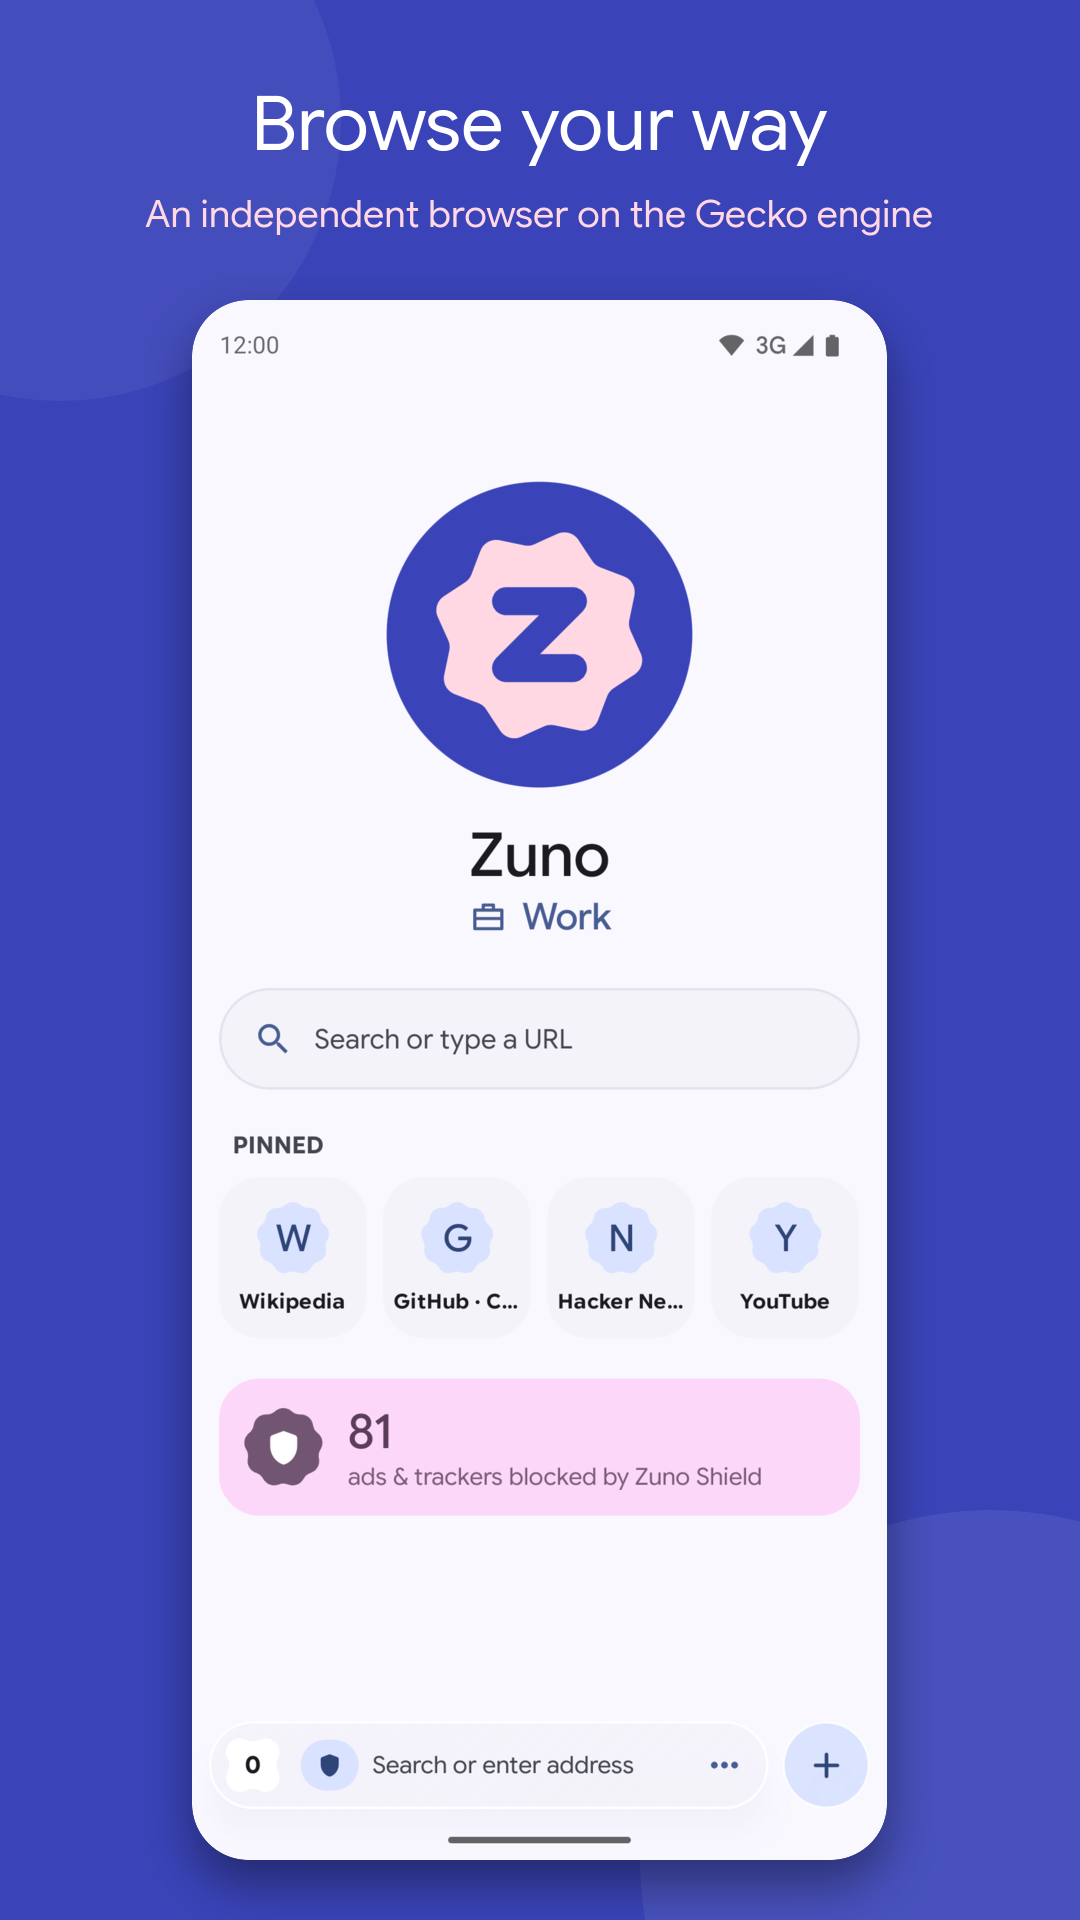 Browse your way
An independent browser on the Gecko engine
12:00
3G
Z
Zuno
Work
Search or type a URL
PINNED
W
G
N
Y
Wikipedia
GitHub · C...
Hacker Ne...
YouTube
81
ads & trackers blocked by Zuno Shield
0
Search or enter address